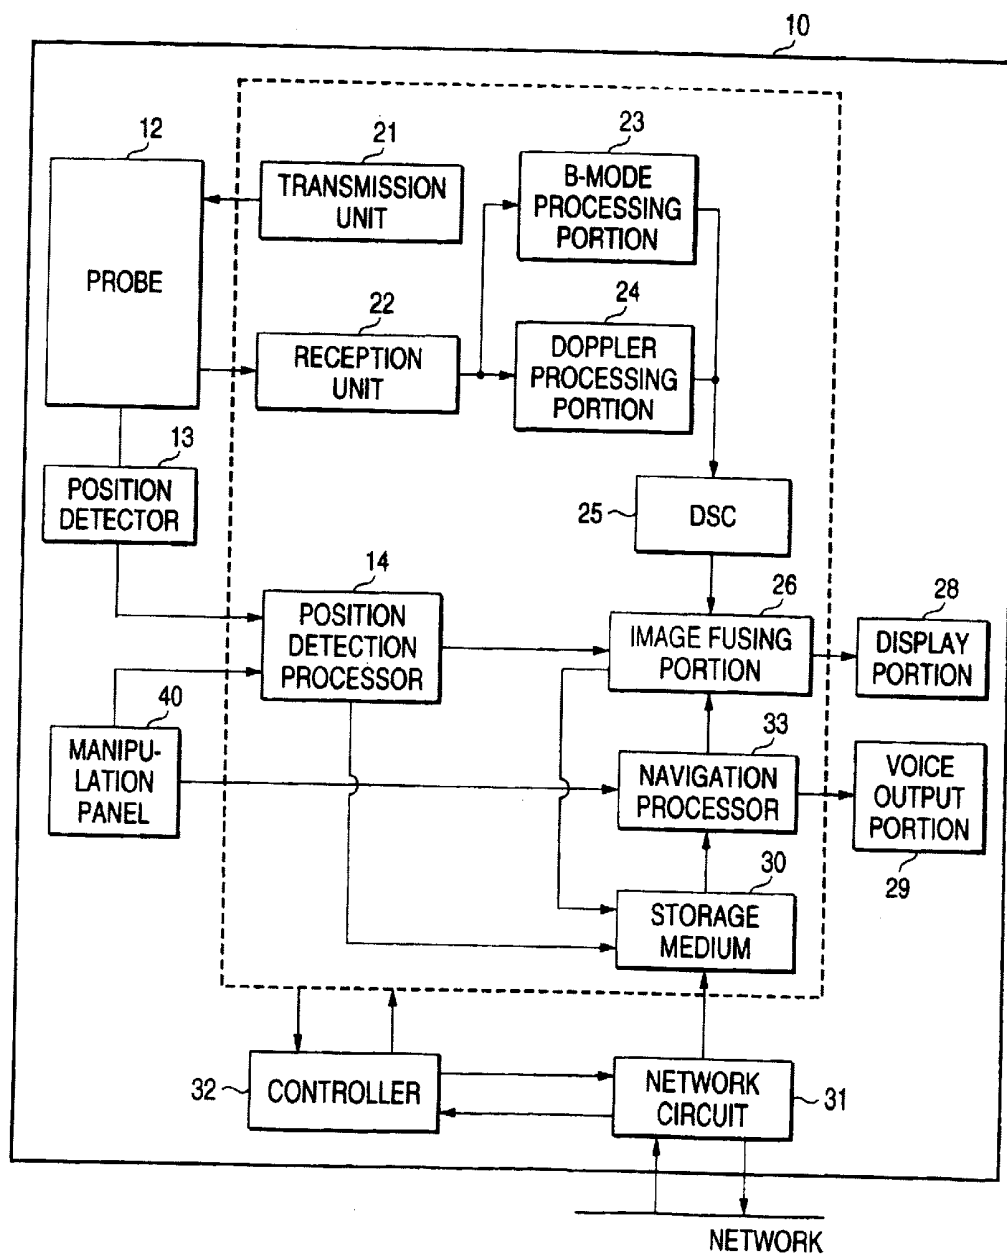 10
12
PROBE
21
TRANSMISSION
UNIT
23
B-MODE
PROCESSING
PORTION
22
RECEPTION
UNIT
24
DOPPLER
PROCESSING
PORTION
13
POSITION
DETECTOR
25
DSC
14
POSITION
DETECTION
PROCESSOR
26
IMAGE FUSING
PORTION
28
DISPLAY
PORTION
40
MANIPU-
LATION
PANEL
33
NAVIGATION
PROCESSOR
VOICE
OUTPUT
PORTION
29
30
STORAGE
MEDIUM
32
CONTROLLER
NETWORK
CIRCUIT
31
NETWORK